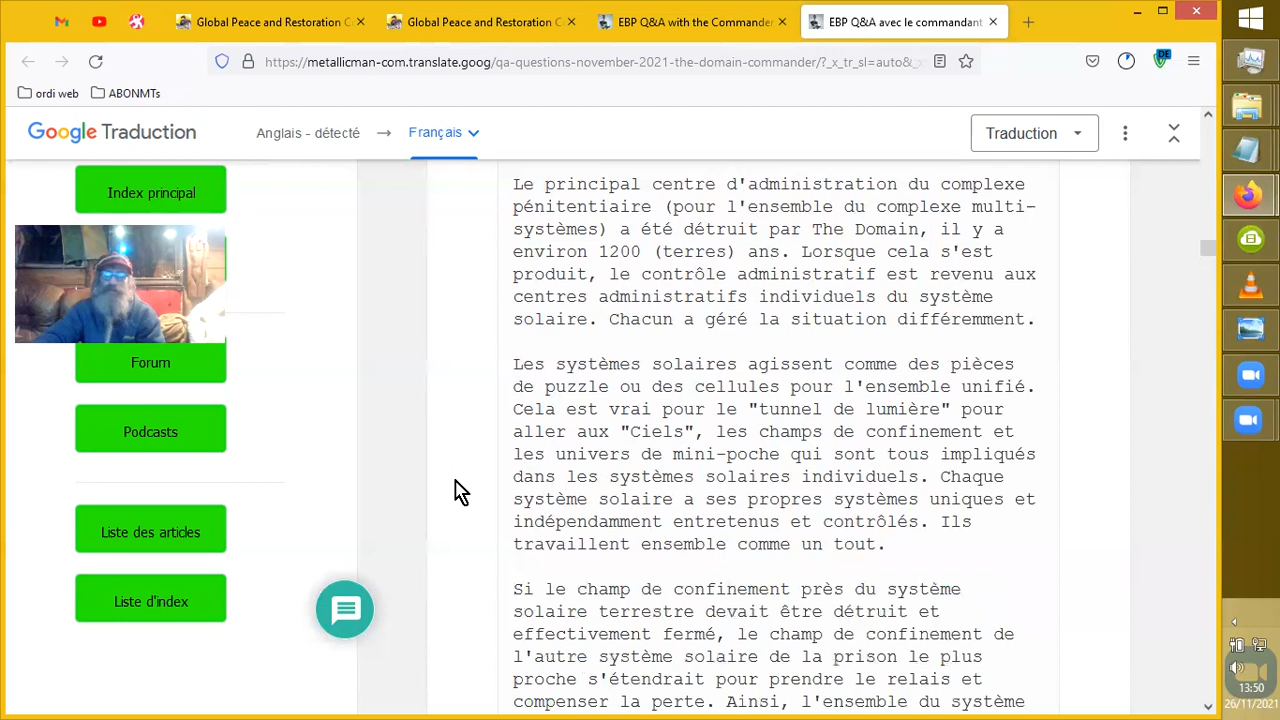 Global Peace and Restoration C
Global Peace and Restoration C
EBP Q&A with the Commander
EBP Q&A avec le commandant
https://metallicman-com.translate.goog/qa-questions-november-2021-the-domain-commander/?_x_tr_sl=auto&_x
DE
ordi web
ABONMTs
Google Traduction
Anglais - détecté
Français
Traduction
Index principal
Forum
Podcasts
Liste des articles
Liste d'index
Le principal centre d'administration du complexe
pénitentiaire (pour l'ensemble du complexe multi-
systèmes) a été détruit par The Domain, il y a
environ 1200 (terres) ans. Lorsque cela s'est
produit, le contrôle administratif est revenu aux
centres administratifs individuels du système
solaire. Chacun a géré la situation différemment.
Les systèmes solaires agissent comme des pièces
de puzzle ou des cellules pour l'ensemble unifié.
Cela est vrai pour le "tunnel de lumière" pour
aller aux "Ciels", les champs de confinement et
les univers de mini-poche qui sont tous impliqués
dans les systèmes solaires individuels. Chaque
système solaire a ses propres systèmes uniques et
indépendamment entretenus et contrôlés. Ils
travaillent ensemble comme un tout.
Si le champ de confinement près du système
solaire terrestre devait être détruit et
effectivement fermé, le champ de confinement de
l'autre système solaire de la prison le plus
proche s'étendrait pour prendre le relais et
compenser la perte. Ainsi, l'ensemble du système
13:50
26/11/2021